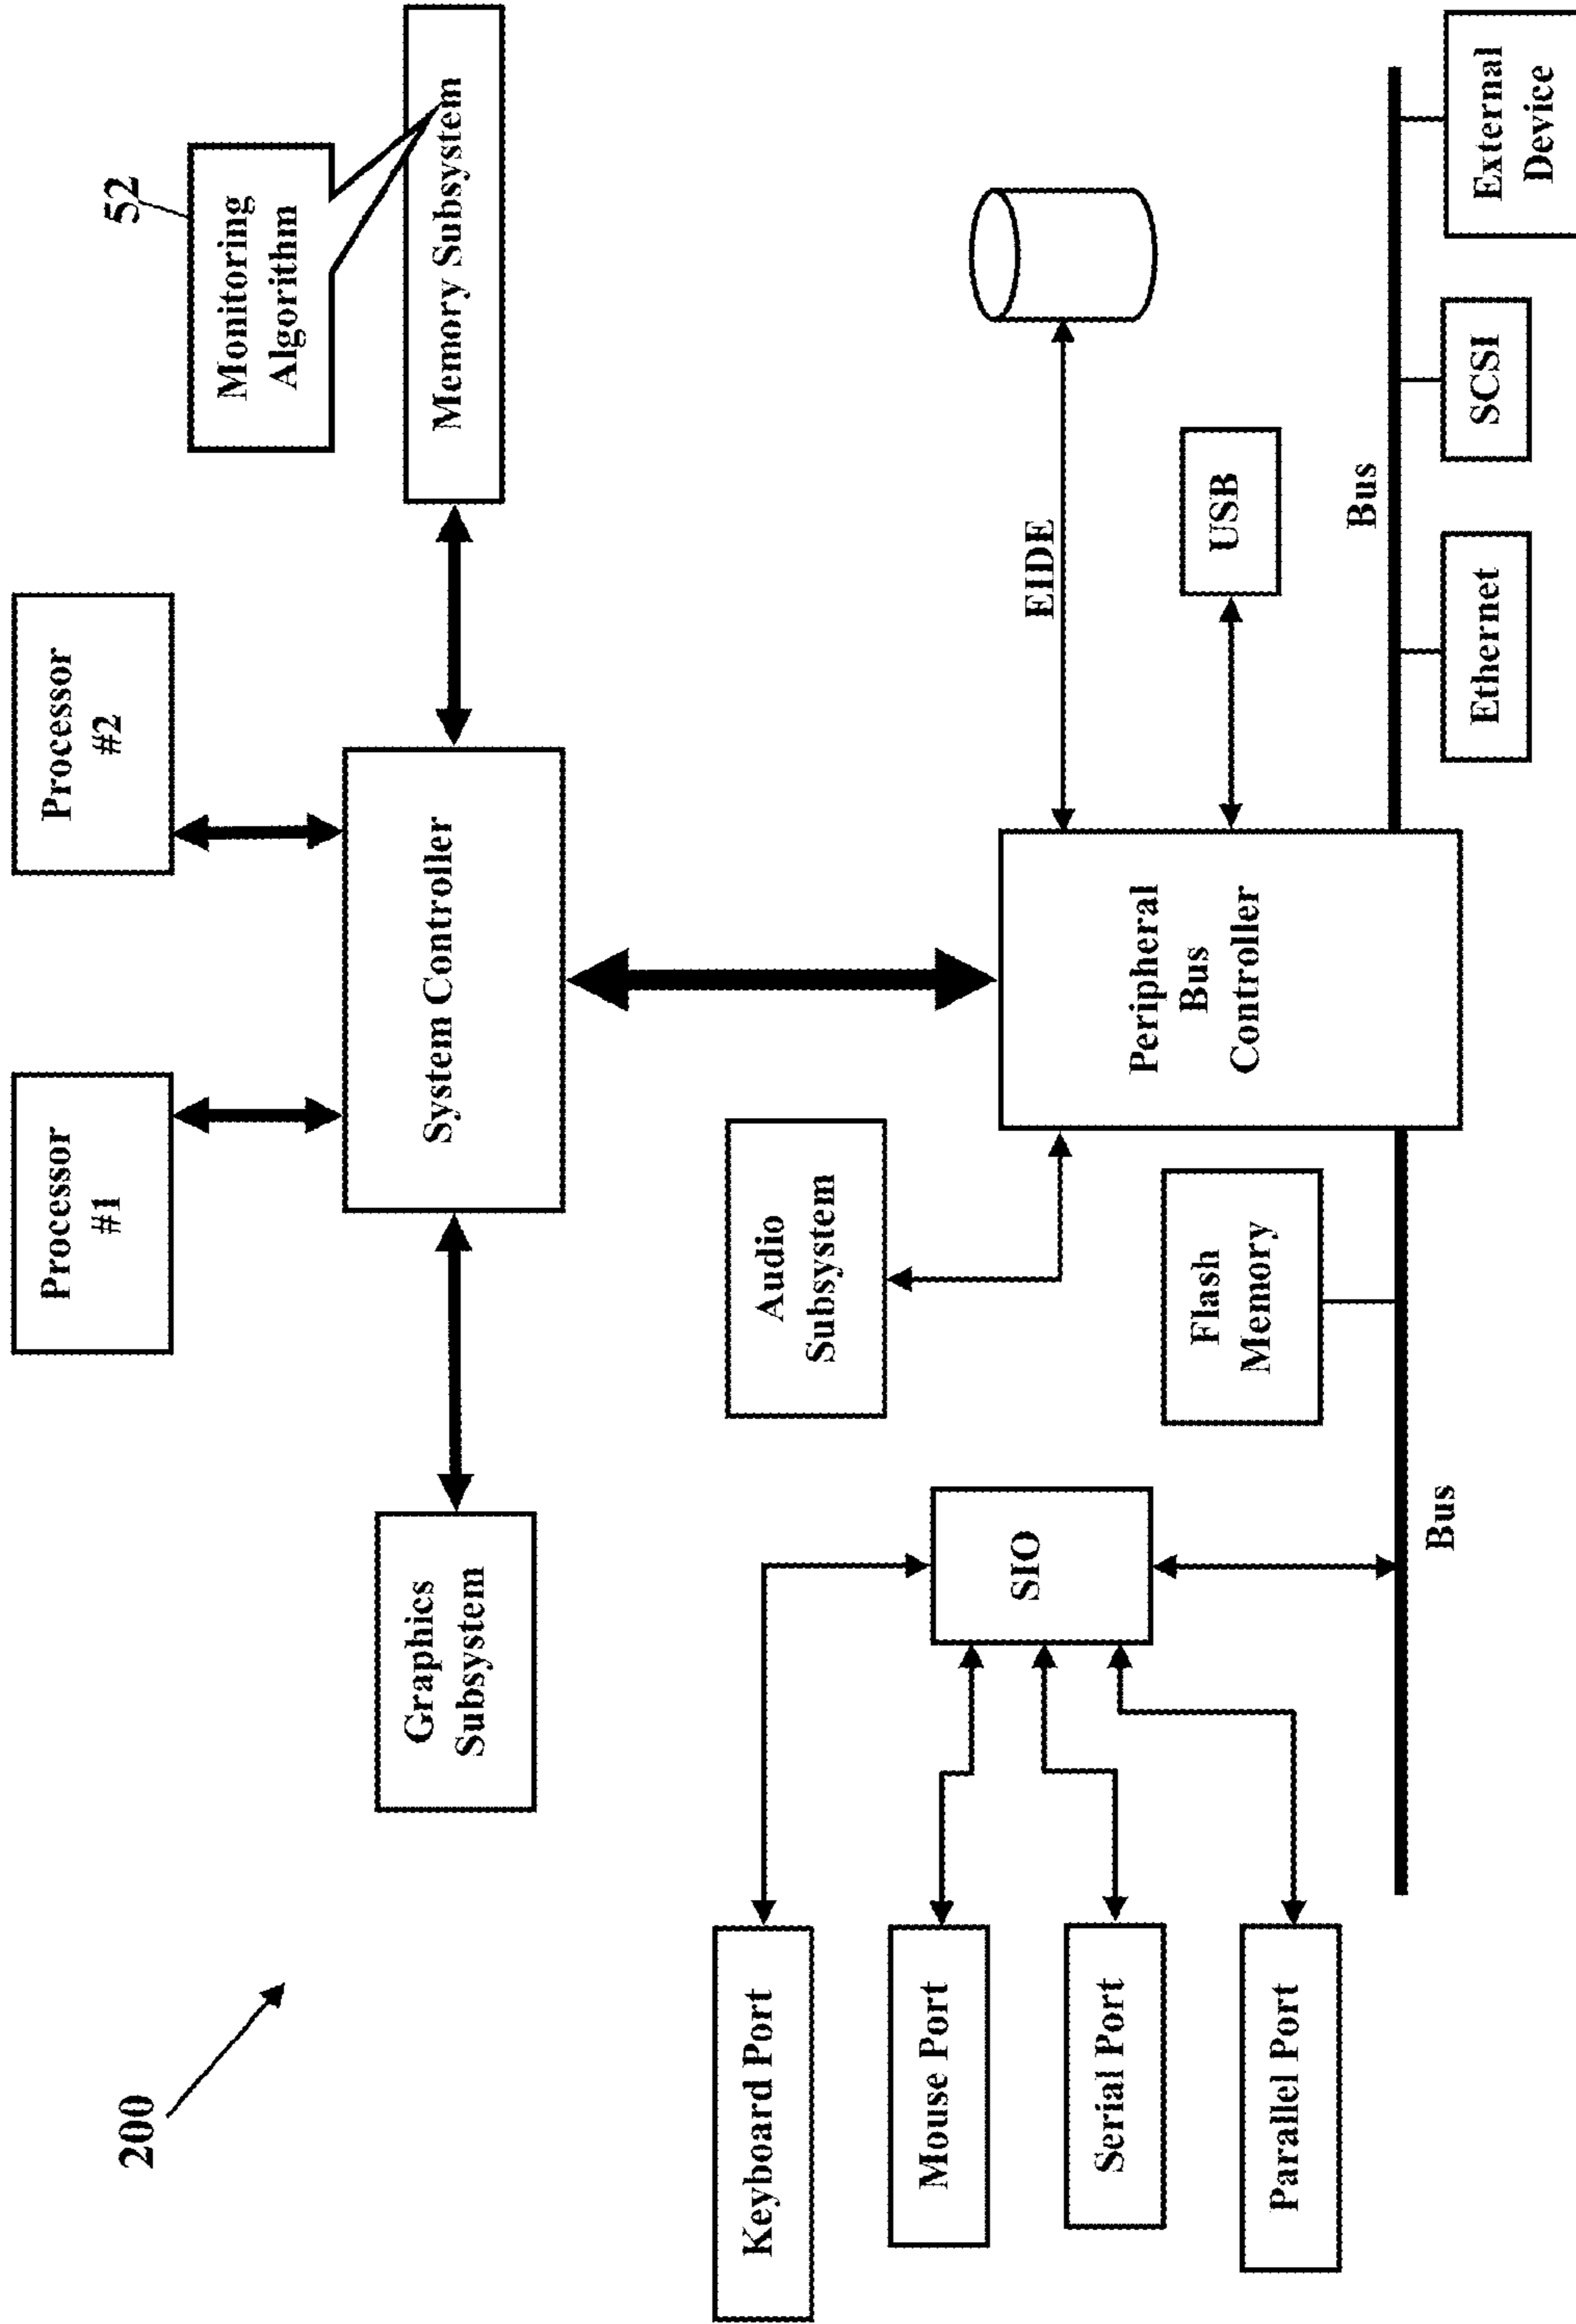 200
Processor
#1
Processor
#2
52
Monitoring
Algorithm
Graphics
Subsystem
System Controller
Memory Subsystem
Keyboard Port
Mouse Port
Serial Port
Parallel Port
SIO
Audio
Subsystem
Flash
Memory
Bus
Peripheral
Bus
Controller
EIDE
USB
Bus
Ethernet
SCSI
External
Device